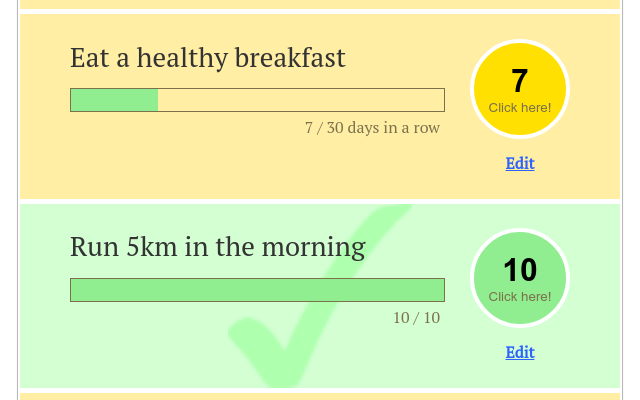 Eat a healthy breakfast
7
Click here!
7 / 30 days in a row
Edit
Run 5km in the morning
10
Click here!
10 / 10
Edit